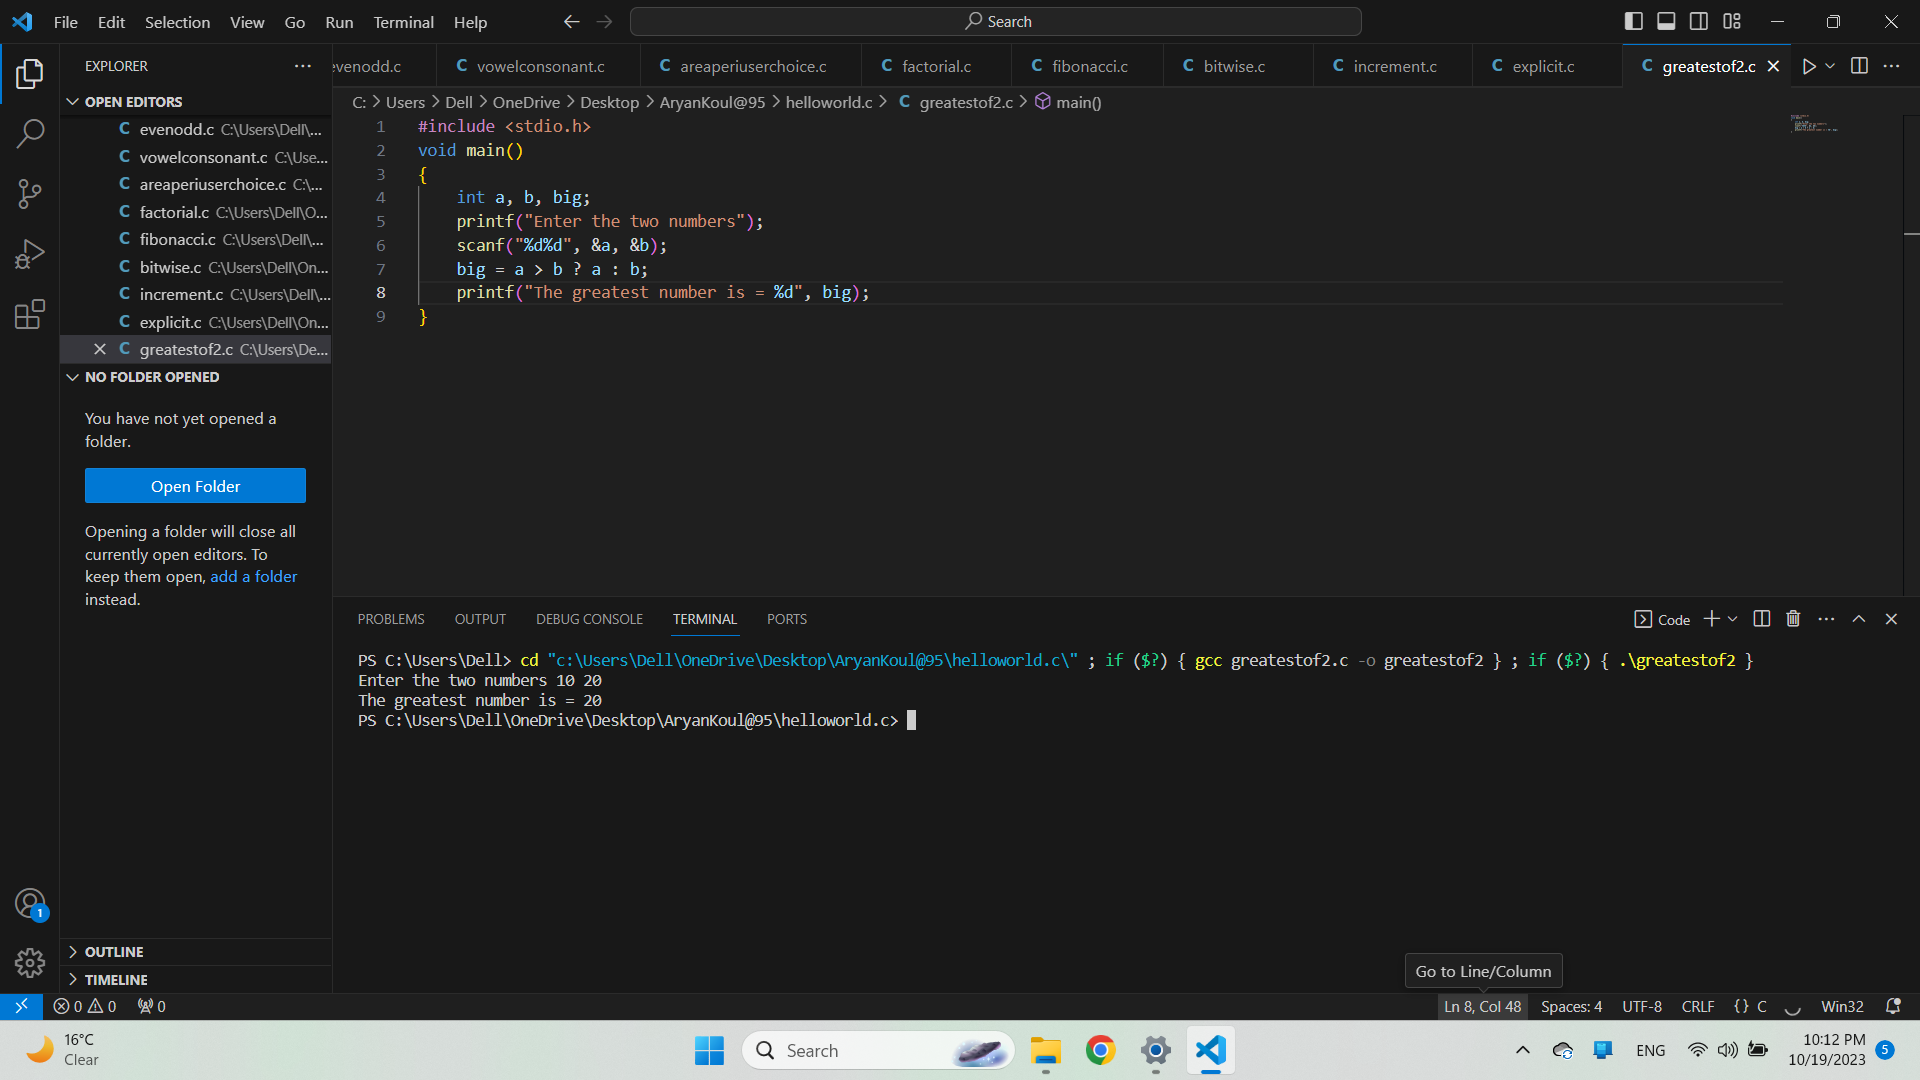 File Edit Selection View Go Run Terminal Help
Search
EXPLORER
OPEN EDITORS
evenodd.c C:\Users\Dell\...
vowelconsonant.c C:\Use...
areaperiuserchoice.c C:\...
factorial.c C:\Users\Dell\O...
fibonacci.c C:\Users\Dell\...
bitwise.c C:\Users\Dell\On...
increment.c C:\Users\Dell\...
explicit.c C:\Users\Dell\On...
greatestof2.c C:\Users\De...
NO FOLDER OPENED
You have not yet opened a
folder.
Open Folder
Opening a folder will close all
currently open editors. To
keep them open, add a folder
instead.
OUTLINE
TIMELINE
venodd.c C vowelconsonant.c C areaperiuserchoice.c C factorial.c C fibonacci.c C bitwise.c C increment.c C explicit.c C greatestof2.c
C: > Users > Dell > OneDrive > Desktop > AryanKoul@95 > helloworld.c > C greatestof2.c > main()
1 #include <stdio.h>
2 void main()
3 {
4 int a, b, big;
5 printf("Enter the two numbers");
6 scanf("%d%d", &a, &b);
7 big = a > b ? a : b;
8 printf("The greatest number is = %d", big);
9 }
PROBLEMS OUTPUT DEBUG CONSOLE TERMINAL PORTS
Code
PS C:\Users\Dell> cd "c:\Users\Dell\OneDrive\Desktop\AryanKoul@95\helloworld.c\" ; if ($?) { gcc greatestof2.c -o greatestof2 } ; if ($?) { .\greatestof2 }
Enter the two numbers 10 20
The greatest number is = 20
PS C:\Users\Dell\OneDrive\Desktop\AryanKoul@95\helloworld.c>
1
Go to Line/Column
0 0 0
Ln 8, Col 48 Spaces: 4 UTF-8 CRLF {} C Win32
16°C
Clear
Search
ENG
10:12 PM
10/19/2023
5